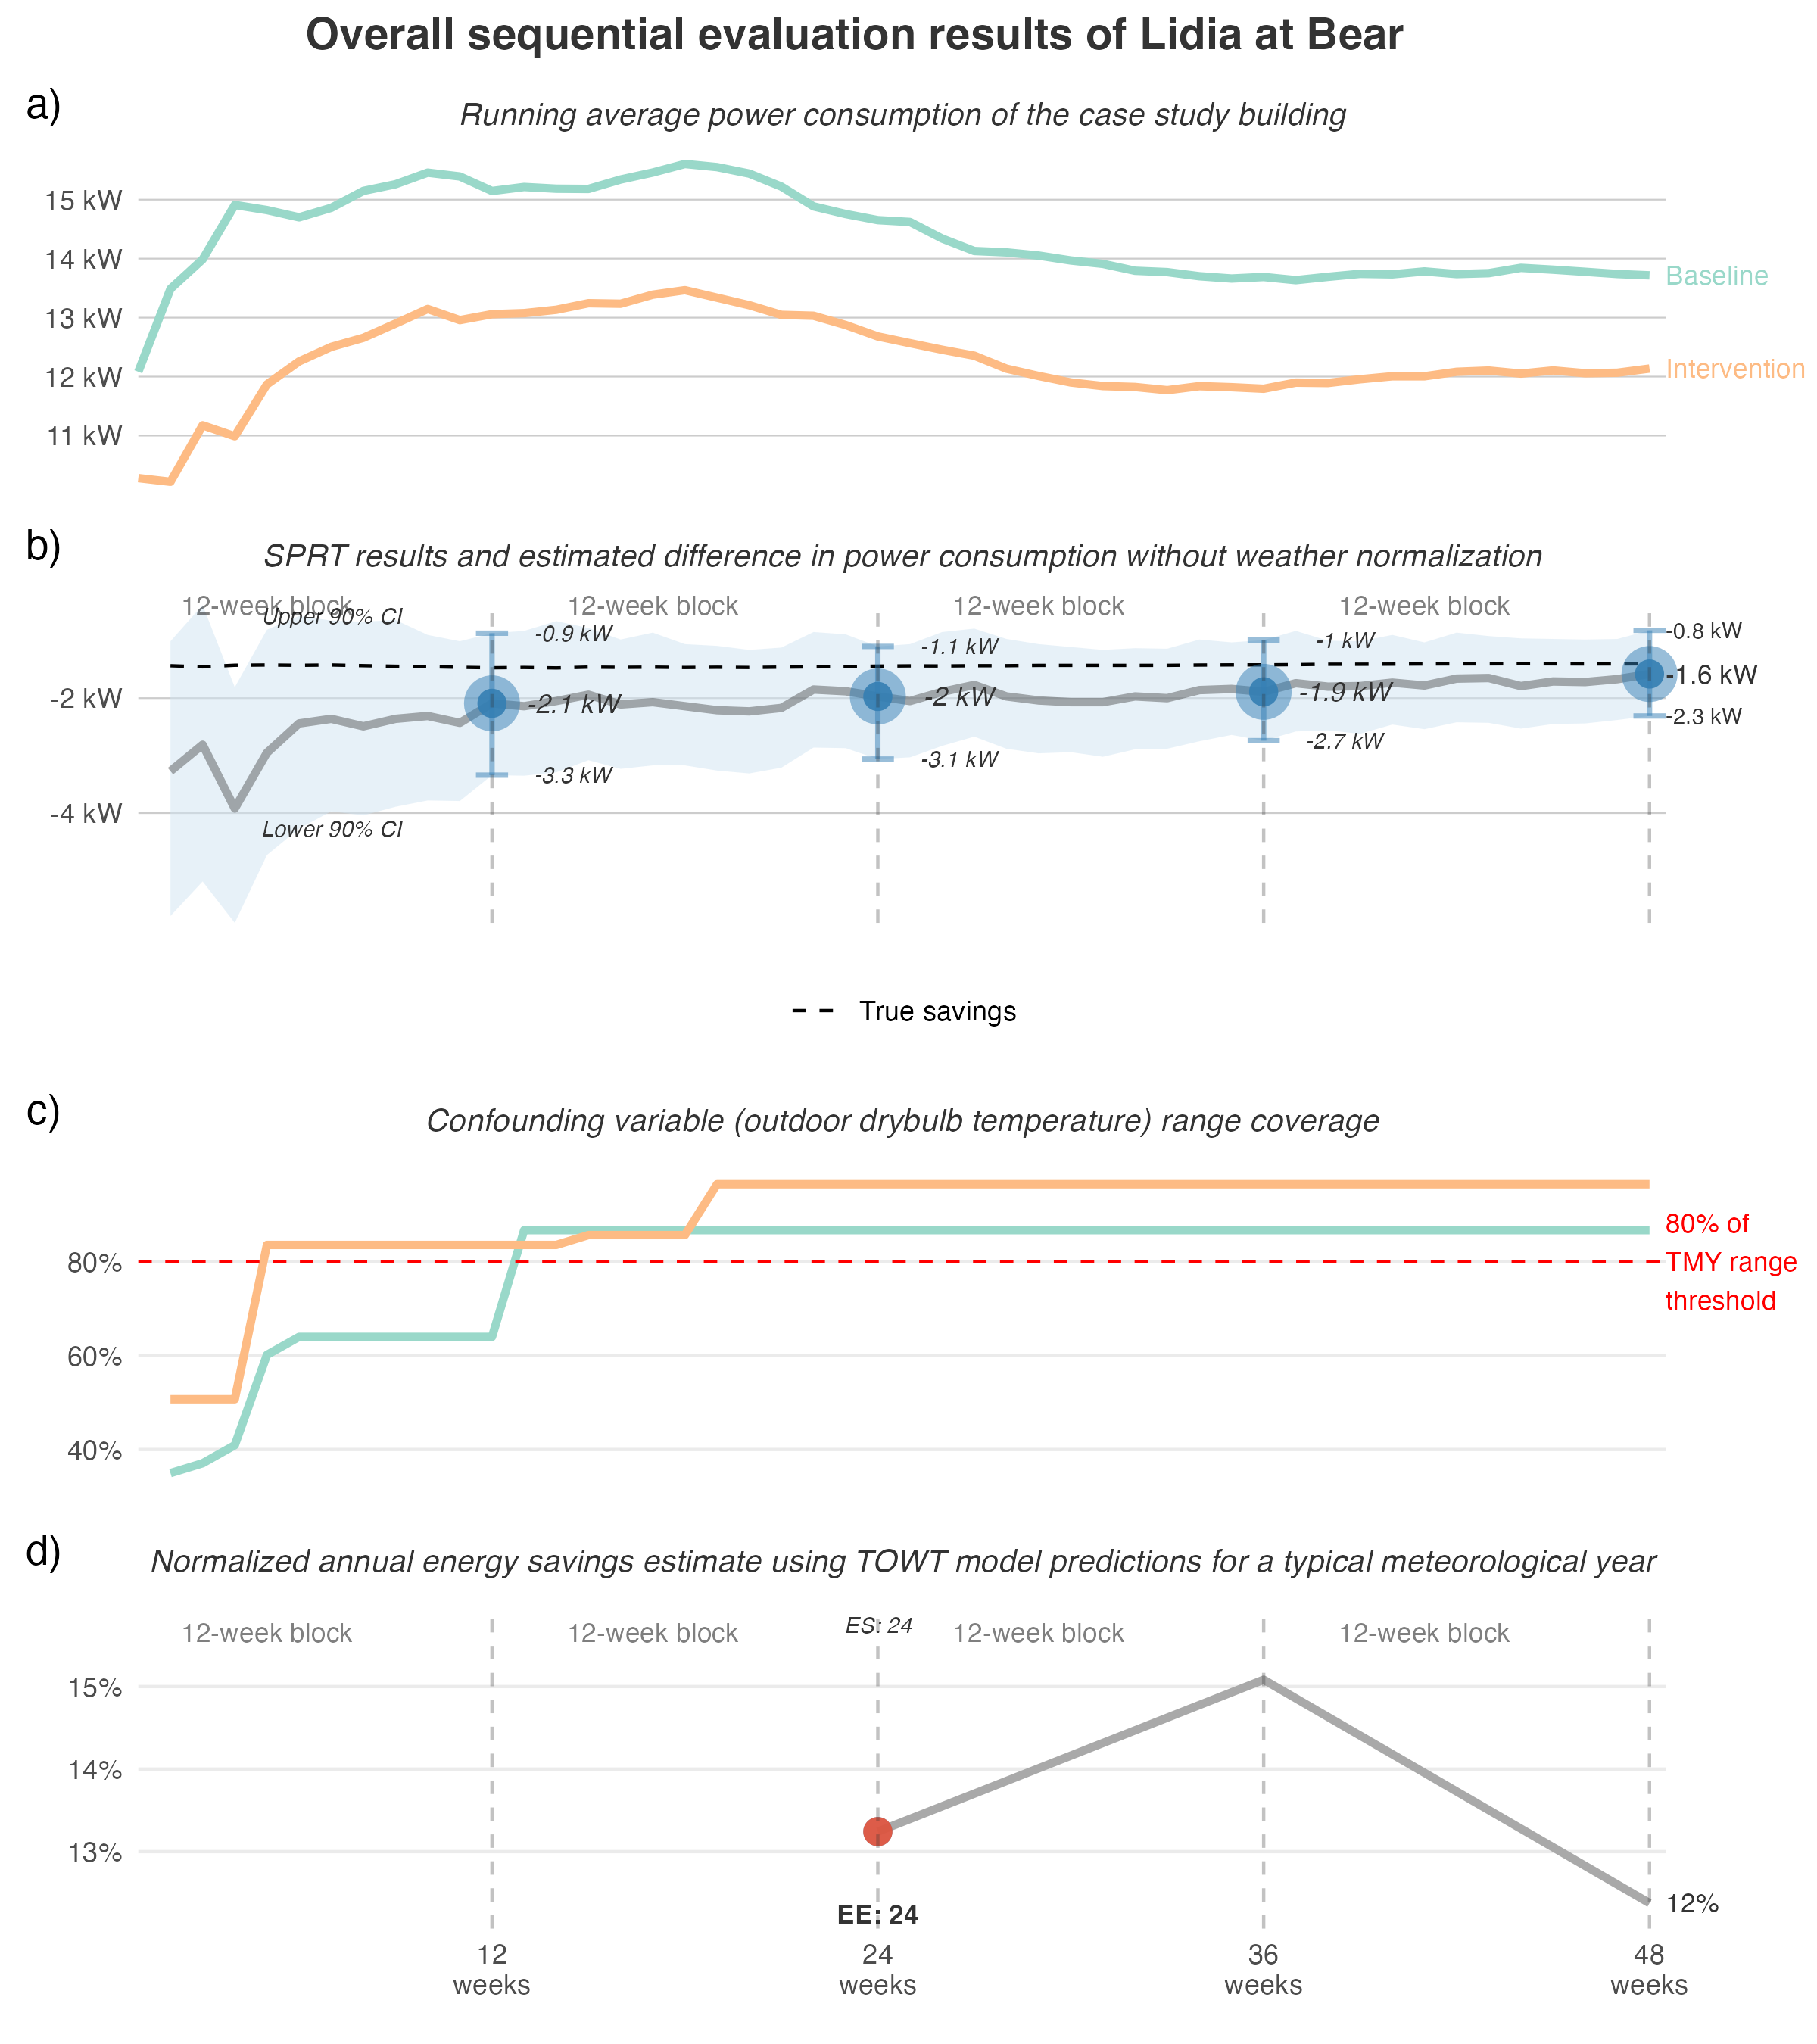 Overall sequential evaluation results of Lidia at Bear
a)
Running average power consumption of the case study building
15 kW
14 kW
13 kW
12 kW
11 kW
Baseline
Intervention
b)
SPRT results and estimated difference in power consumption without weather normalization
12-week block
12-week block
12-week block
12-week block
Upper 90% CI
-0.9 kW
-1.1 kW
-1 kW
-0.8 kW
-2 kW
-2.1 kW
-2 kW
-1.9 kW
-1.6 kW
-3.3 kW
-3.1 kW
-2.7 kW
-2.3 kW
-4 kW
Lower 90% CI
True savings
c)
Confounding variable (outdoor drybulb temperature) range coverage
80%
60%
40%
80% of
TMY range
threshold
d)
Normalized annual energy savings estimate using TOWT model predictions for a typical meteorological year
12-week block
12-week block
ES: 24
12-week block
12-week block
15%
14%
13%
12%
EE: 24
12
weeks
24
weeks
36
weeks
48
weeks